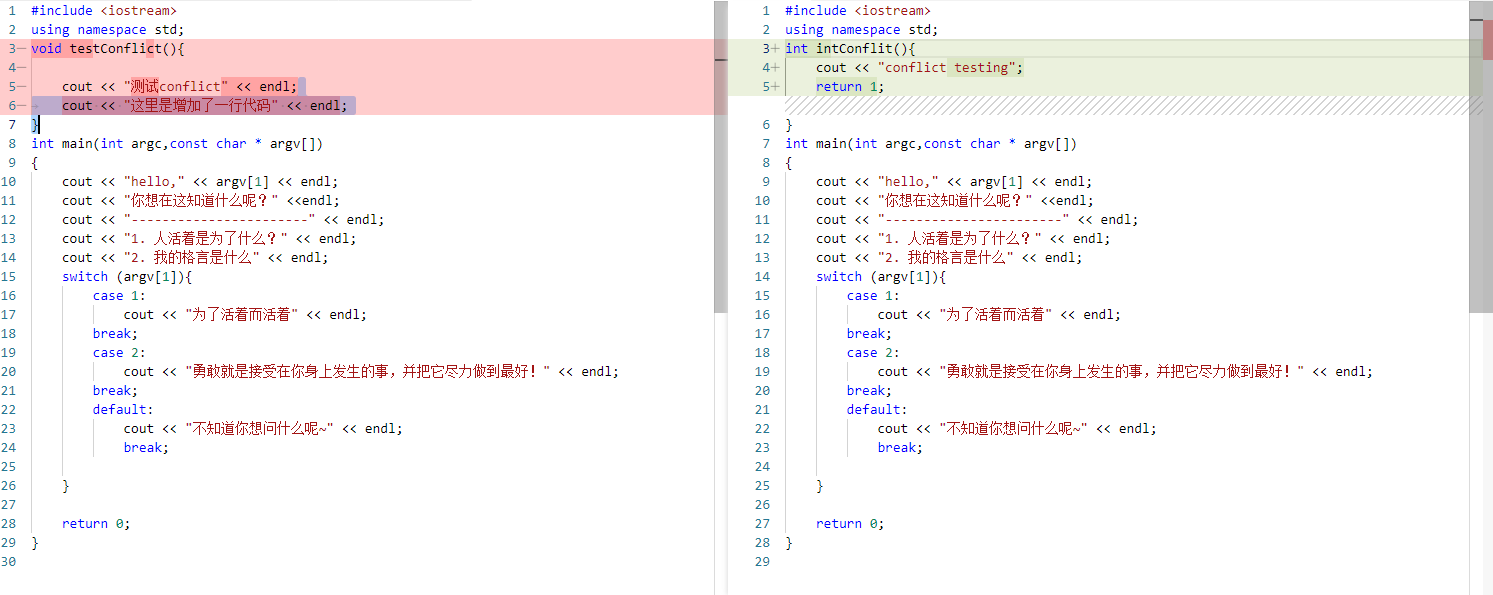 1 #include <iostream>
2 using namespace std;
3− void testConflict(){
4−
5− cout << "测试conflict" << endl;
6− cout << "这里是增加了一行代码" << endl;
7 }
8 int main(int argc,const char * argv[])
9 {
10 cout << "hello," << argv[1] << endl;
11 cout << "你想在这知道什么呢？" <<endl;
12 cout << "-----------------------" << endl;
13 cout << "1. 人活着是为了什么？" << endl;
14 cout << "2. 我的格言是什么" << endl;
15 switch (argv[1]){
16 case 1:
17 cout << "为了活着而活着" << endl;
18 break;
19 case 2:
20 cout << "勇敢就是接受在你身上发生的事，并把它尽力做到最好！" << endl;
21 break;
22 default:
23 cout << "不知道你想问什么呢~" << endl;
24 break;
25
26 }
27
28 return 0;
29 }
30
1 #include <iostream>
2 using namespace std;
3+ int intConflit(){
4+ cout << "conflict testing";
5+ return 1;
6 }
7 int main(int argc,const char * argv[])
8 {
9 cout << "hello," << argv[1] << endl;
10 cout << "你想在这知道什么呢？" <<endl;
11 cout << "-----------------------" << endl;
12 cout << "1. 人活着是为了什么？" << endl;
13 cout << "2. 我的格言是什么" << endl;
14 switch (argv[1]){
15 case 1:
16 cout << "为了活着而活着" << endl;
17 break;
18 case 2:
19 cout << "勇敢就是接受在你身上发生的事，并把它尽力做到最好！" << endl;
20 break;
21 default:
22 cout << "不知道你想问什么呢~" << endl;
23 break;
24
25 }
26
27 return 0;
28 }
29